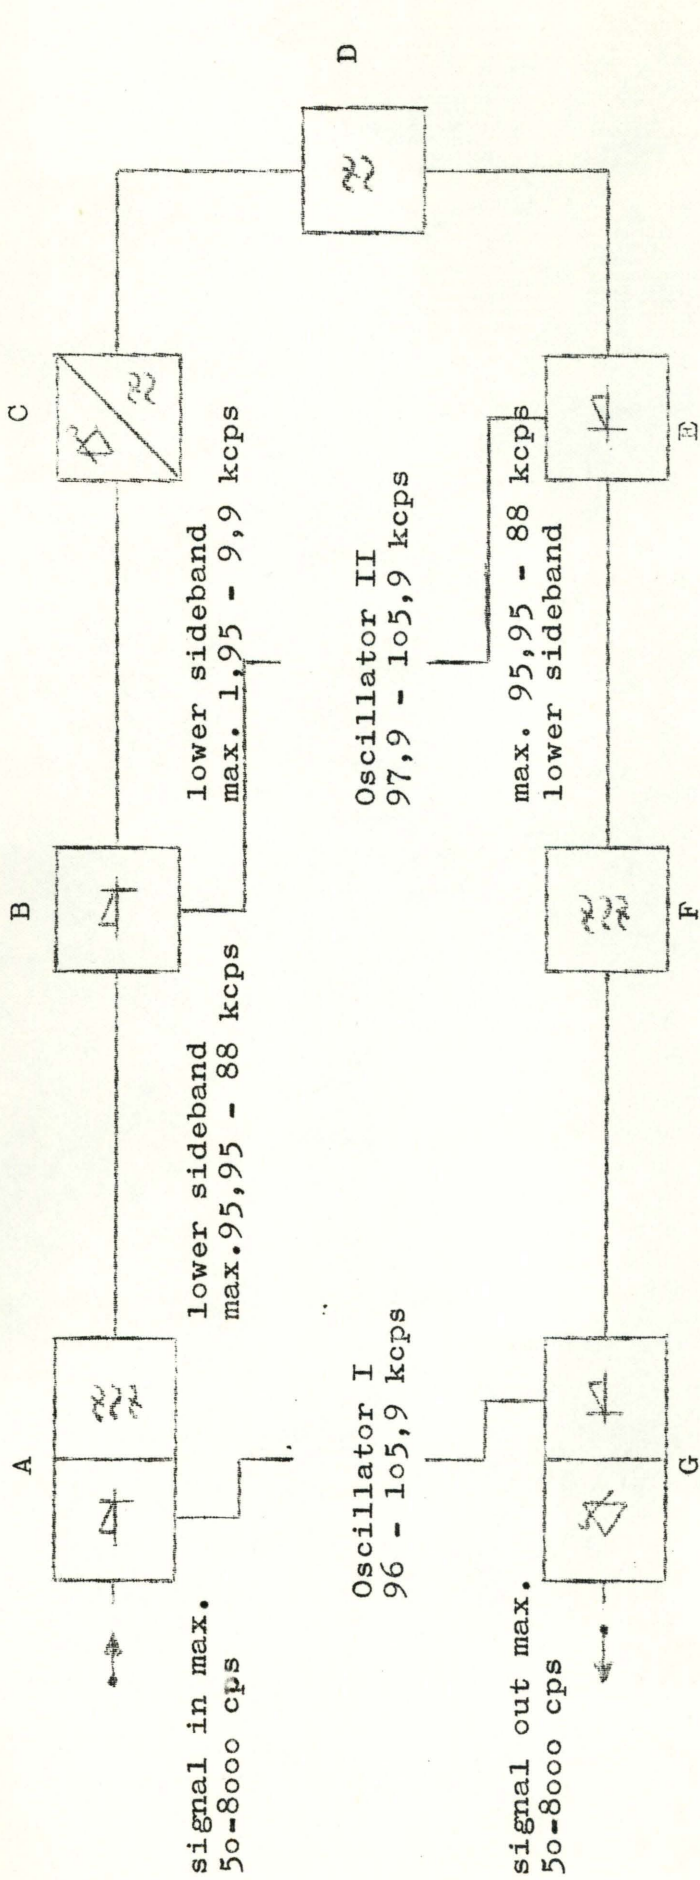 A
B
C
D
signal in max.
5o-8ooo cps
lower sideband
max.95,95 - 88 kcps
lower sideband
max. 1,95 - 9,9 kcps
Oscillator I
96 - 1o5,9 kcps
Oscillator II
97,9 - 1o5,9 kcps
signal out max.
5o-8ooo cps
max. 95,95 - 88 kcps
lower sideband
G
F
E